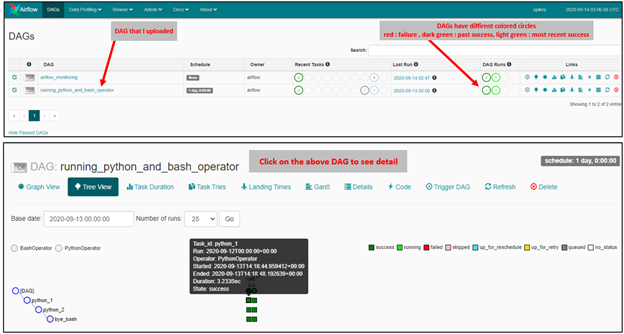 Airflow DAGs Data Profiling Browse Admin Docs About spikey 2020-09-14 03:06:58 UTC
DAGs
DAG that I uploaded
DAGs have different colored circles
red : failure , dark green : past success, light green : most recent success
Search:
DAG Schedule Owner Recent Tasks Last Run DAG Runs Links
airflow_monitoring None airflow 2020-09-14 02:47
running_python_and_bash_operator 1 day, 0:00:00 airflow 2020-09-13 00:00
Showing 1 to 2 of 2 entries
« ‹ 1 › »
Hide Paused DAGs
DAG: running_python_and_bash_operator
Click on the above DAG to see detail
schedule: 1 day, 0:00:00
Graph View Tree View Task Duration Task Tries Landing Times Gantt Details Code Trigger DAG Refresh Delete
Base date: 2020-09-13 00:00:00 Number of runs: 25 Go
BashOperator PythonOperator
success running failed skipped up_for_reschedule up_for_retry queued no_status
Task_id: python_1
Run: 2020-09-12T00:00:00+00:00
Operator: PythonOperator
Started: 2020-09-13T14:18:44.959412+00:00
Ended: 2020-09-13T14:18:48.192639+00:00
Duration: 3.233Sec
State: success
[DAG]
python_1
python_2
bye_bash